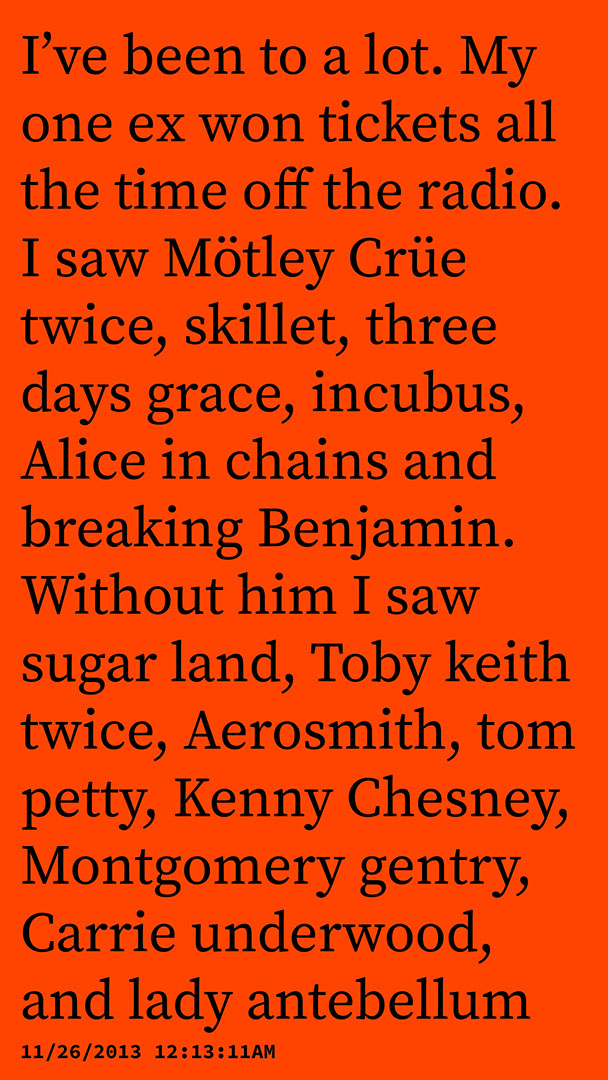 I’ve been to a lot. My
one ex won tickets all
the time off the radio.
I saw Mötley Crüe
twice, skillet, three
days grace, incubus,
Alice in chains and
breaking Benjamin.
Without him I saw
sugar land, Toby keith
twice, Aerosmith, tom
petty, Kenny Chesney,
Montgomery gentry,
Carrie underwood,
and lady antebellum
11/26/2013 12:13:11AM